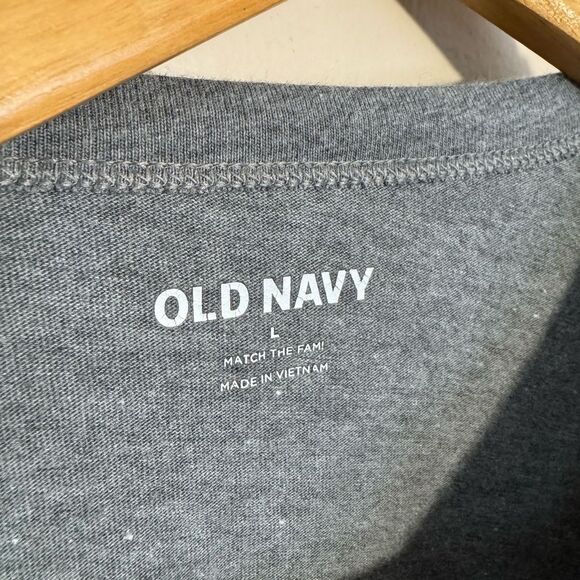 OLD NAVY
L
MATCH THE FAM!
MADE IN VIETNAM